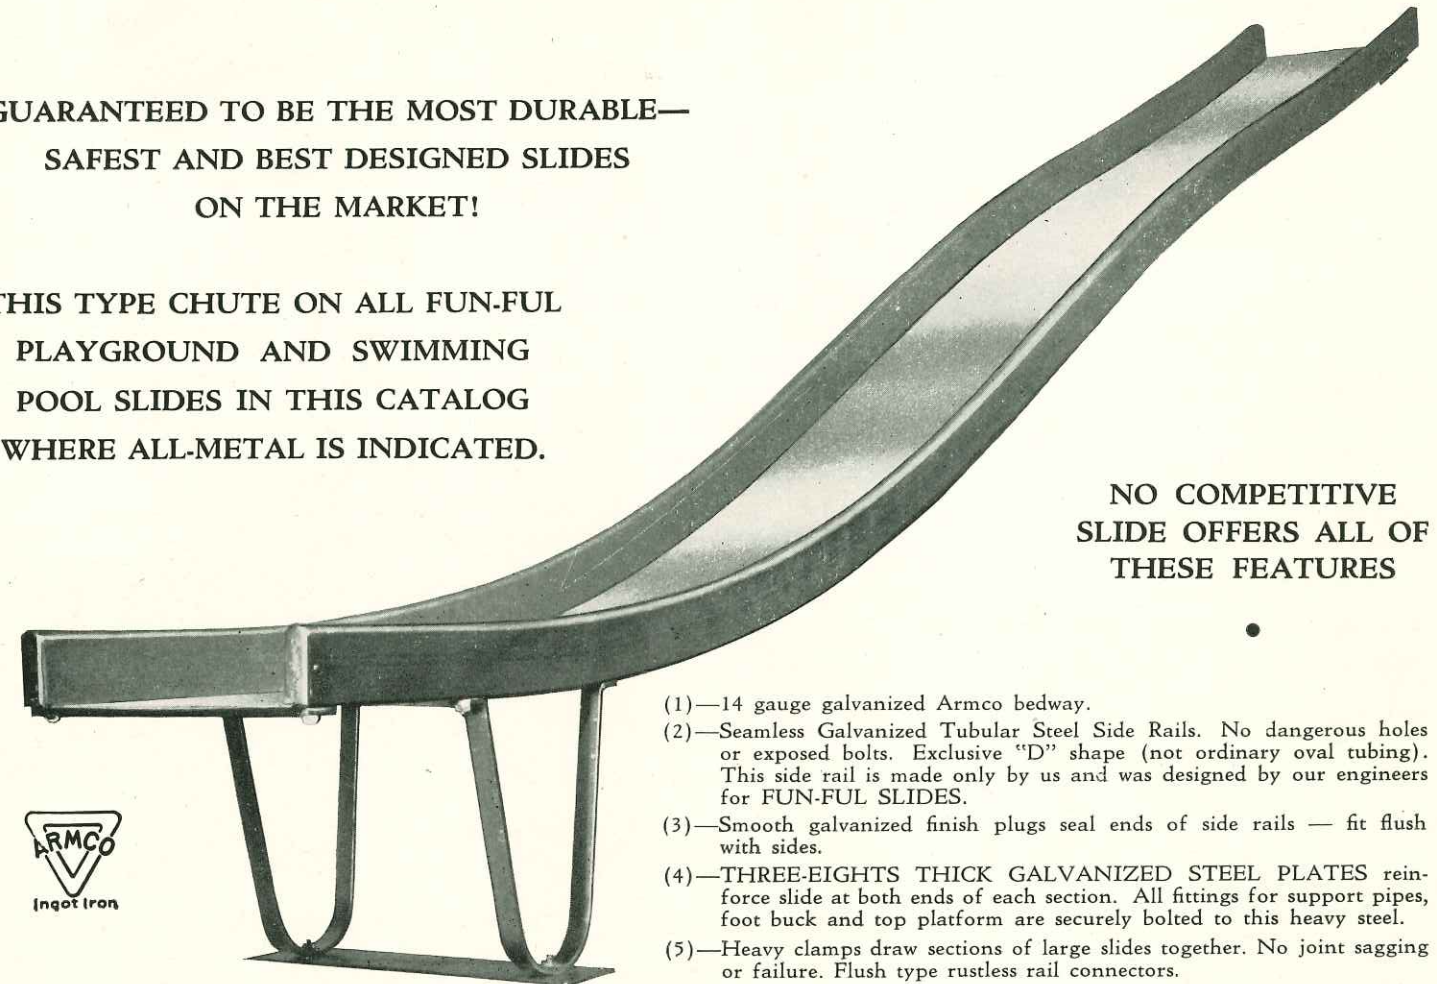 GUARANTEED TO BE THE MOST DURABLE—
SAFEST AND BEST DESIGNED SLIDES
ON THE MARKET!
THIS TYPE CHUTE ON ALL FUN-FUL
PLAYGROUND AND SWIMMING
POOL SLIDES IN THIS CATALOG
WHERE ALL-METAL IS INDICATED.
NO COMPETITIVE
SLIDE OFFERS ALL OF
THESE FEATURES
(1)—14 gauge galvanized Armco bedway.
(2)—Seamless Galvanized Tubular Steel Side Rails. No dangerous holes
or exposed bolts. Exclusive "D" shape (not ordinary oval tubing).
This side rail is made only by us and was designed by our engineers
for FUN-FUL SLIDES.
(3)—Smooth galvanized finish plugs seal ends of side rails — fit flush
with sides.
(4)—THREE-EIGHTS THICK GALVANIZED STEEL PLATES rein-
force slide at both ends of each section. All fittings for support pipes,
foot buck and top platform are securely bolted to this heavy steel.
(5)—Heavy clamps draw sections of large slides together. No joint sagging
or failure. Flush type rustless rail connectors.
ARMCO
Ingot Iron